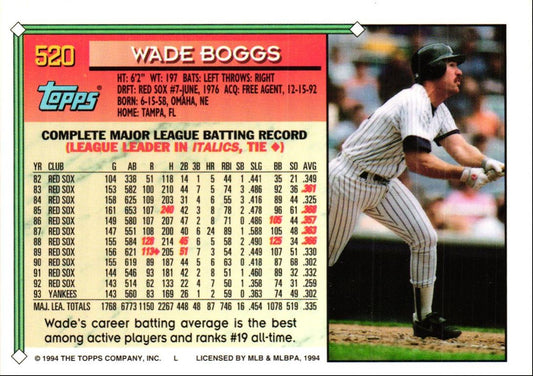 520
WADE BOGGS
topps
HT: 6'2" WT: 197 BATS: LEFT THROWS: RIGHT
DRFT: RED SOX #7-JUNE, 1976 ACQ: FREE AGENT, 12-15-92
BORN: 6-15-58, OMAHA, NE
HOME: TAMPA, FL
COMPLETE MAJOR LEAGUE BATTING RECORD
(LEAGUE LEADER IN ITALICS, TIE ♦)
YR CLUB G AB R H 2B 3B HR RBI SB SLG BB SO AVG
82 RED SOX 104 338 51 118 14 1 5 44 1 .441 35 21 .349
83 RED SOX 153 582 100 210 44 7 5 74 3 .486 92 36 .361
84 RED SOX 158 625 109 203 31 4 6 55 3 .416 89 44 .325
85 RED SOX 161 653 107 240 42 3 8 78 2 .478 96 61 .368
86 RED SOX 149 580 107 207 47 2 8 71 0 .486 105 44 .357
87 RED SOX 147 551 108 200 40 6 24 89 1 .588 105 48 .363
88 RED SOX 155 584 128 214 45 6 5 58 2 .490 125 34 .366
89 RED SOX 156 621 113♦ 205 51 7 3 54 2 .449 107 51 .330
90 RED SOX 155 619 89 187 44 5 6 63 0 .418 87 68 .302
91 RED SOX 144 546 93 181 42 2 8 51 1 .460 89 32 .332
92 RED SOX 143 514 62 133 22 4 7 50 1 .358 74 31 .259
93 YANKEES 143 560 83 169 26 1 2 59 0 .363 74 49 .302
MAJ. LEA. TOTALS 1768 6773 1150 2267 448 48 87 746 16 .454 1078 519 .335
Wade's career batting average is the best
among active players and ranks #19 all-time.
© 1994 THE TOPPS COMPANY, INC. L LICENSED BY MLB & MLBPA, 1994